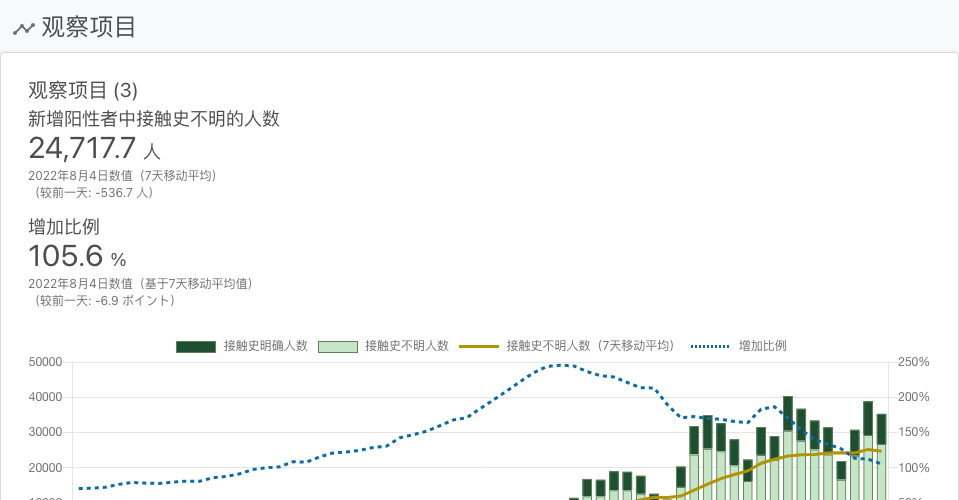 观察项目
观察项目 (3)
新增阳性者中接触史不明的人数
24,717.7 人
2022年8月4日数值（7天移动平均）
（较前一天: -536.7 人）
增加比例
105.6 %
2022年8月4日数值（基于7天移动平均值）
（较前一天: -6.9 ポイント）
接触史明确人数 接触史不明人数 接触史不明人数（7天移动平均） 增加比例
50000 250%
40000 200%
30000 150%
20000 100%